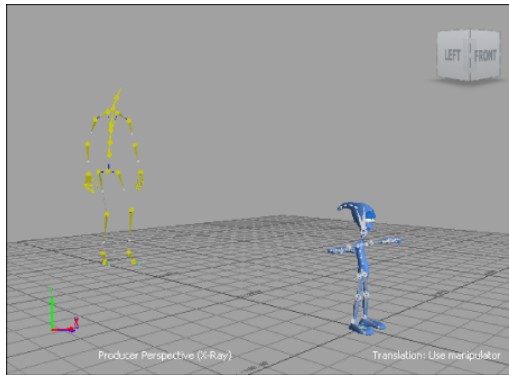 LEFT
FRONT
Producer Perspective (X-Ray)
Translation: Use manipulator